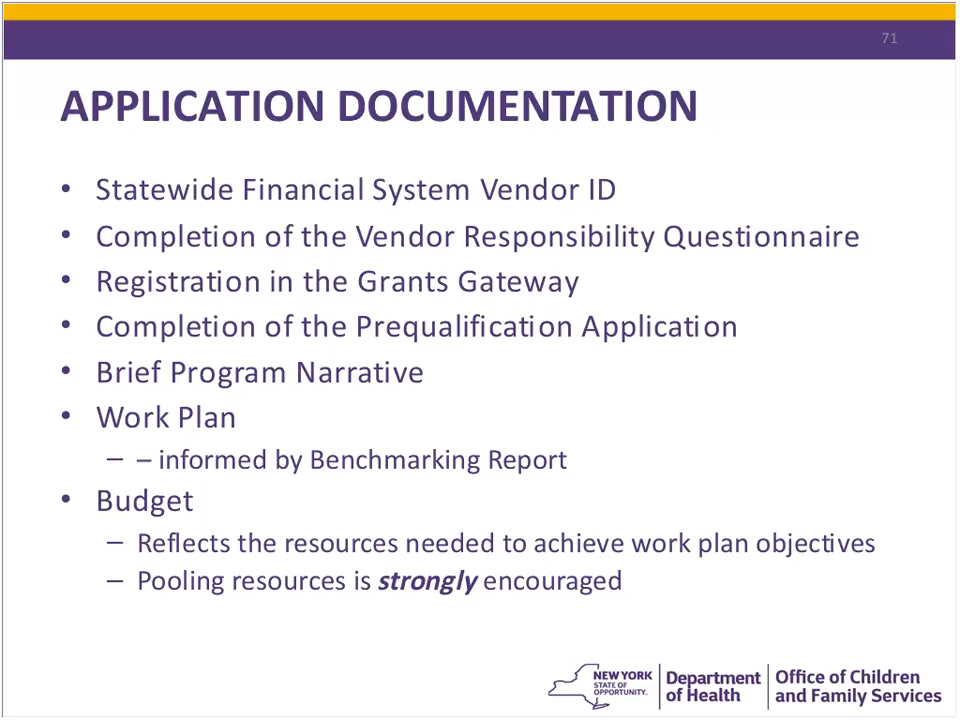 71
APPLICATION DOCUMENTATION
• Statewide Financial System Vendor ID
• Completion of the Vendor Responsibility Questionnaire
• Registration in the Grants Gateway
• Completion of the Prequalification Application
• Brief Program Narrative
• Work Plan
– – informed by Benchmarking Report
• Budget
– Reflects the resources needed to achieve work plan objectives
– Pooling resources is strongly encouraged
NEW YORK
STATE OF
OPPORTUNITY.
Department
of Health
Office of Children
and Family Services